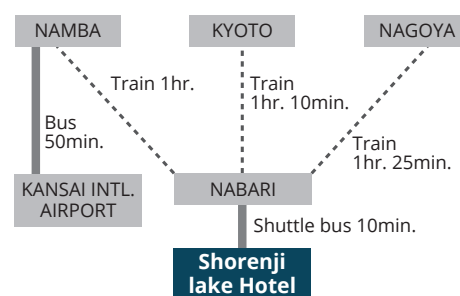 NAMBA
KYOTO
NAGOYA
Train 1hr.
Train
1hr. 10min.
Bus
50min.
Train
1hr. 25min.
KANSAI INTL.
AIRPORT
NABARI
Shuttle bus 10min.
Shorenji
lake Hotel